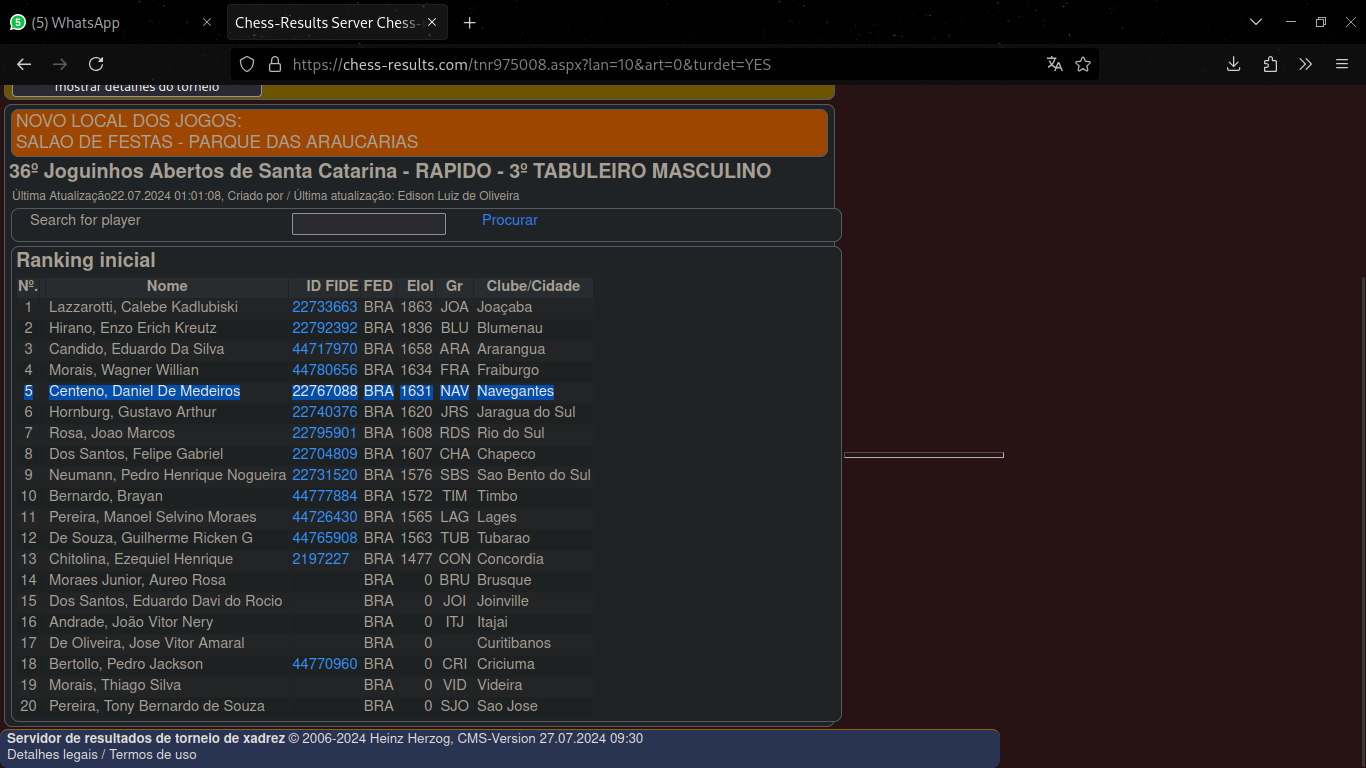 (5) WhatsApp
Chess-Results Server Chess-
https://chess-results.com/tnr975008.aspx?lan=10&art=0&turdet=YES
mostrar detalhes do torneio
NOVO LOCAL DOS JOGOS:
SALÃO DE FESTAS - PARQUE DAS ARAUCÁRIAS
36º Joguinhos Abertos de Santa Catarina - RAPIDO - 3º TABULEIRO MASCULINO
Última Atualização22.07.2024 01:01:08, Criado por / Última atualização: Edison Luiz de Oliveira
Search for player Procurar
Ranking inicial
Nº. Nome ID FIDE FED EloI Gr Clube/Cidade
1 Lazzarotti, Calebe Kadlubiski 22733663 BRA 1863 JOA Joaçaba
2 Hirano, Enzo Erich Kreutz 22792392 BRA 1836 BLU Blumenau
3 Candido, Eduardo Da Silva 44717970 BRA 1658 ARA Ararangua
4 Morais, Wagner Willian 44780656 BRA 1634 FRA Fraiburgo
5 Centeno, Daniel De Medeiros 22767088 BRA 1631 NAV Navegantes
6 Hornburg, Gustavo Arthur 22740376 BRA 1620 JRS Jaragua do Sul
7 Rosa, Joao Marcos 22795901 BRA 1608 RDS Rio do Sul
8 Dos Santos, Felipe Gabriel 22704809 BRA 1607 CHA Chapeco
9 Neumann, Pedro Henrique Nogueira 22731520 BRA 1576 SBS Sao Bento do Sul
10 Bernardo, Brayan 44777884 BRA 1572 TIM Timbo
11 Pereira, Manoel Selvino Moraes 44726430 BRA 1565 LAG Lages
12 De Souza, Guilherme Ricken G 44765908 BRA 1563 TUB Tubarao
13 Chitolina, Ezequiel Henrique 2197227 BRA 1477 CON Concordia
14 Moraes Junior, Aureo Rosa BRA 0 BRU Brusque
15 Dos Santos, Eduardo Davi do Rocio BRA 0 JOI Joinville
16 Andrade, João Vitor Nery BRA 0 ITJ Itajai
17 De Oliveira, Jose Vitor Amaral BRA 0 Curitibanos
18 Bertollo, Pedro Jackson 44770960 BRA 0 CRI Criciuma
19 Morais, Thiago Silva BRA 0 VID Videira
20 Pereira, Tony Bernardo de Souza BRA 0 SJO Sao Jose
Servidor de resultados de torneio de xadrez © 2006-2024 Heinz Herzog, CMS-Version 27.07.2024 09:30
Detalhes legais / Termos de uso